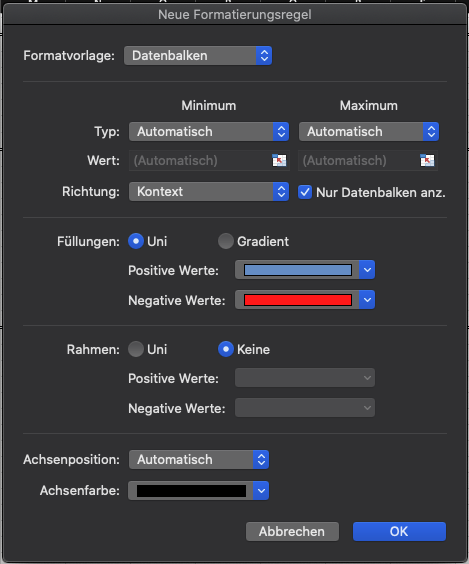 Neue Formatierungsregel
Formatvorlage: Datenbalken
Minimum Maximum
Typ: Automatisch Automatisch
Wert: (Automatisch) (Automatisch)
Richtung: Kontext Nur Datenbalken anz.
Füllungen: Uni Gradient
Positive Werte:
Negative Werte:
Rahmen: Uni Keine
Positive Werte:
Negative Werte:
Achsenposition: Automatisch
Achsenfarbe:
Abbrechen OK